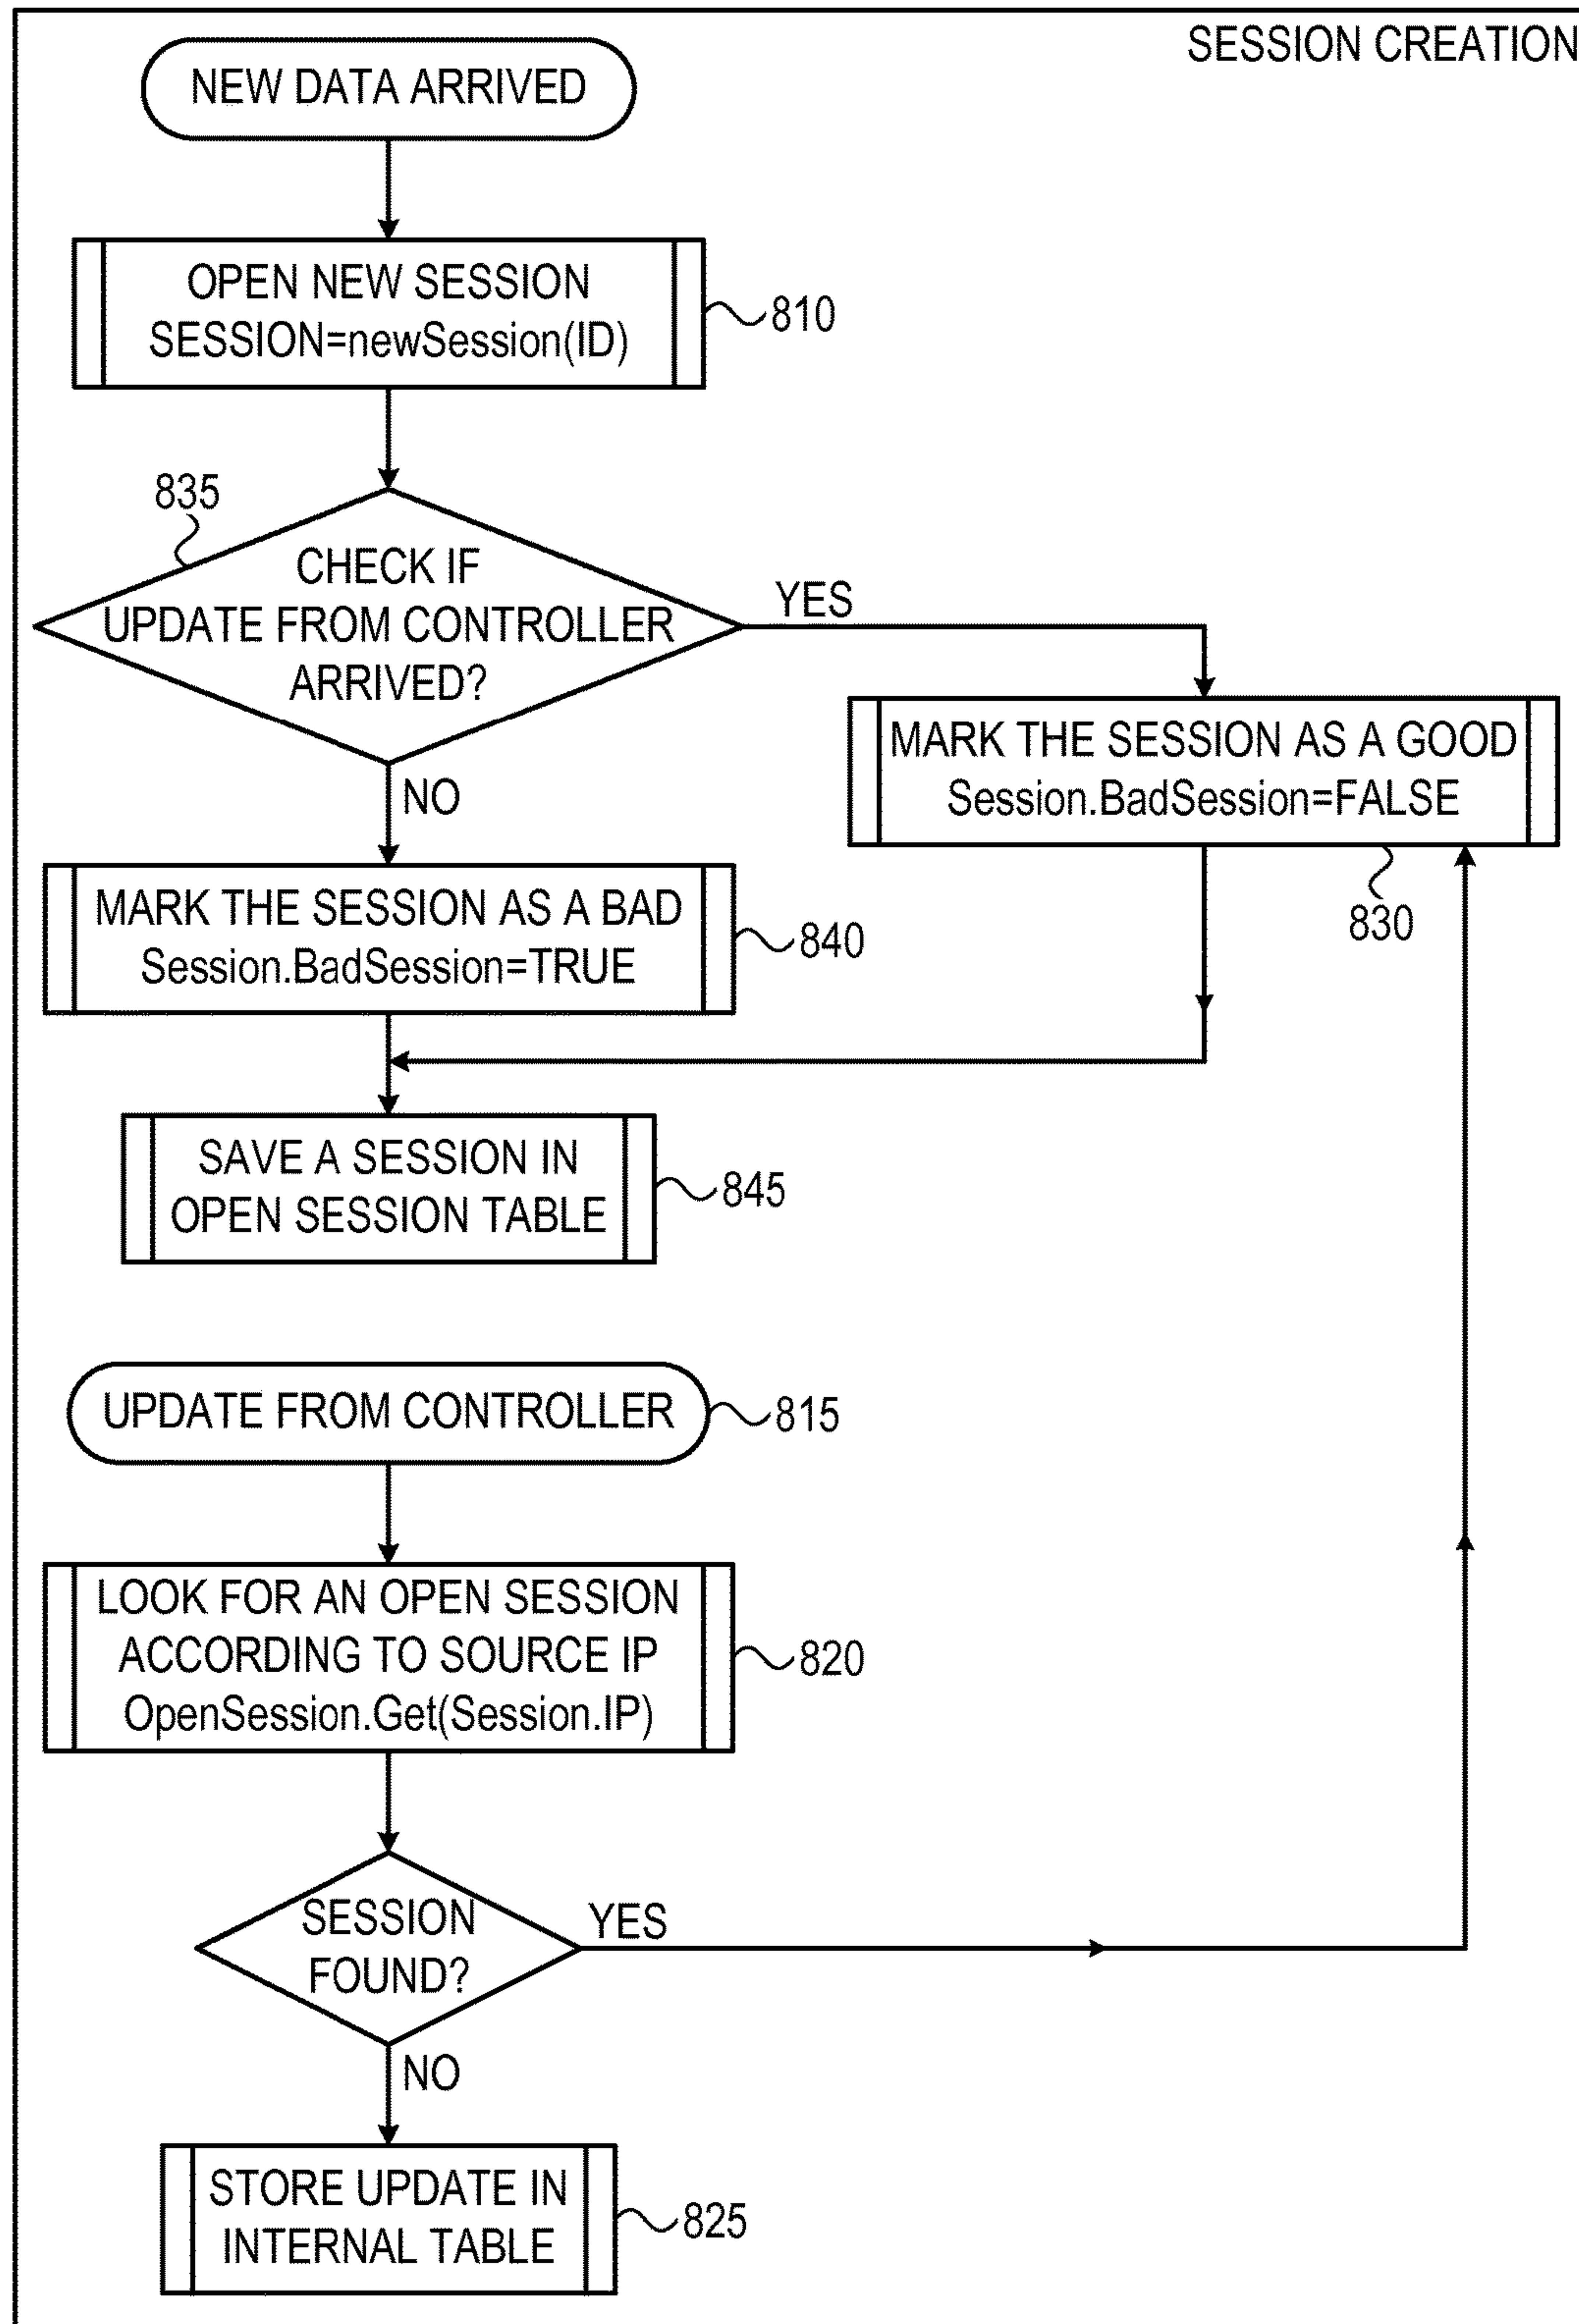 SESSION CREATION
NEW DATA ARRIVED
OPEN NEW SESSION
SESSION=newSession(ID)
810
835
CHECK IF
UPDATE FROM CONTROLLER
ARRIVED?
YES
NO
MARK THE SESSION AS A GOOD
Session.BadSession=FALSE
830
MARK THE SESSION AS A BAD
Session.BadSession=TRUE
840
SAVE A SESSION IN
OPEN SESSION TABLE
845
UPDATE FROM CONTROLLER
815
LOOK FOR AN OPEN SESSION
ACCORDING TO SOURCE IP
OpenSession.Get(Session.IP)
820
SESSION
FOUND?
YES
NO
STORE UPDATE IN
INTERNAL TABLE
825